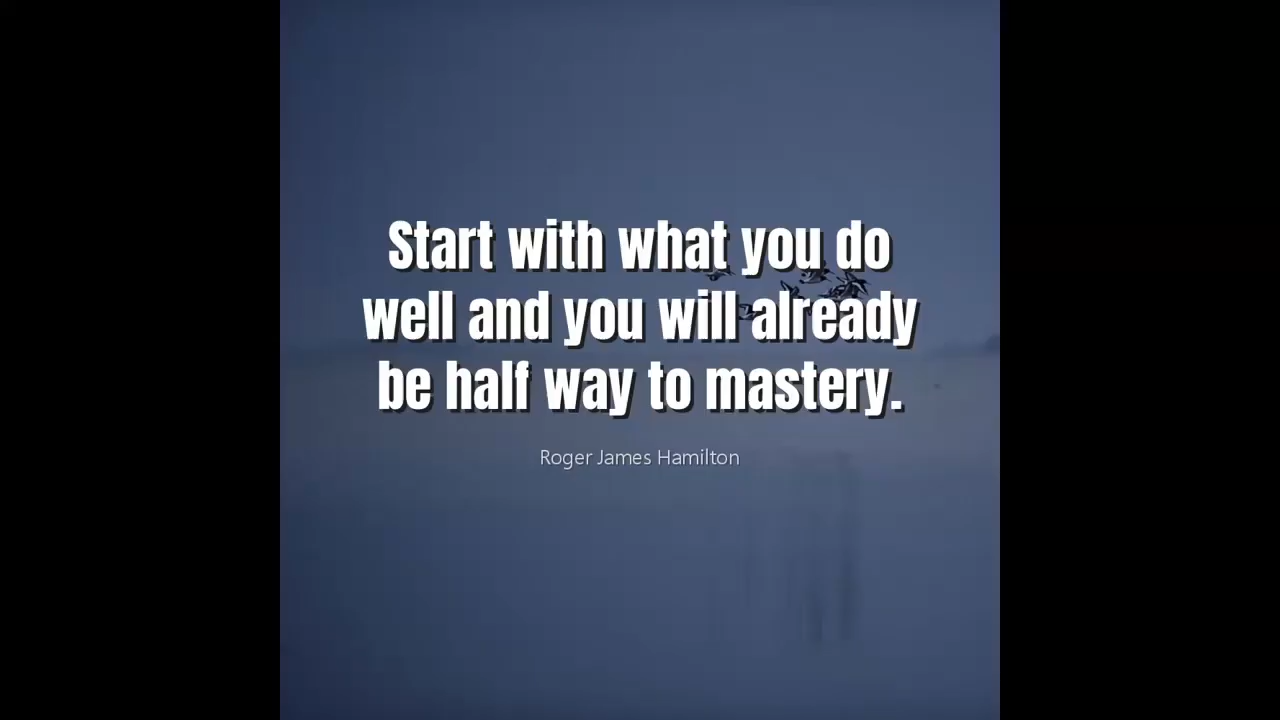 Start with what you do
well and you will already
be half way to mastery.
Roger James Hamilton